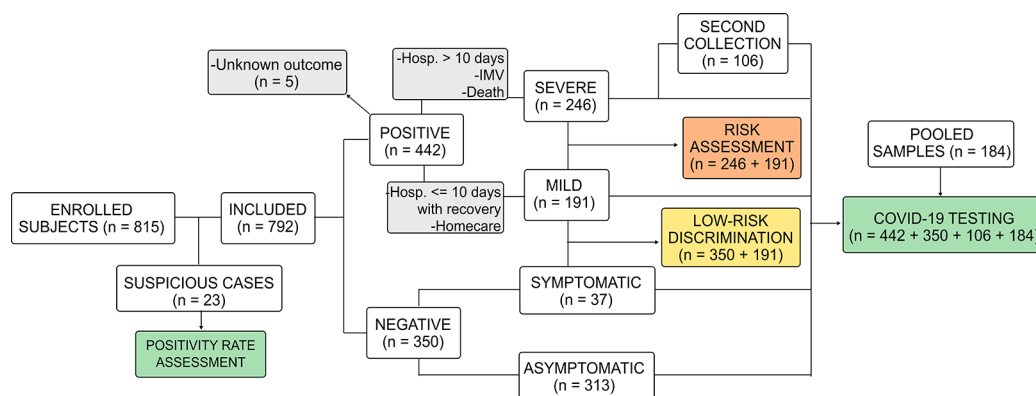 SECOND
COLLECTION
(n = 106)
-Unknown outcome
(n = 5)
-Hosp. > 10 days
-IMV
-Death
SEVERE
(n = 246)
POSITIVE
(n = 442)
RISK
ASSESSMENT
(n = 246 + 191)
POOLED
SAMPLES (n = 184)
-Hosp. <= 10 days
with recovery
-Homecare
MILD
(n = 191)
ENROLLED
SUBJECTS (n = 815)
INCLUDED
(n = 792)
LOW-RISK
DISCRIMINATION
(n = 350 + 191)
COVID-19 TESTING
(n = 442 + 350 + 106 + 184)
SUSPICIOUS CASES
(n = 23)
SYMPTOMATIC
(n = 37)
NEGATIVE
(n = 350)
POSITIVITY RATE
ASSESSMENT
ASYMPTOMATIC
(n = 313)